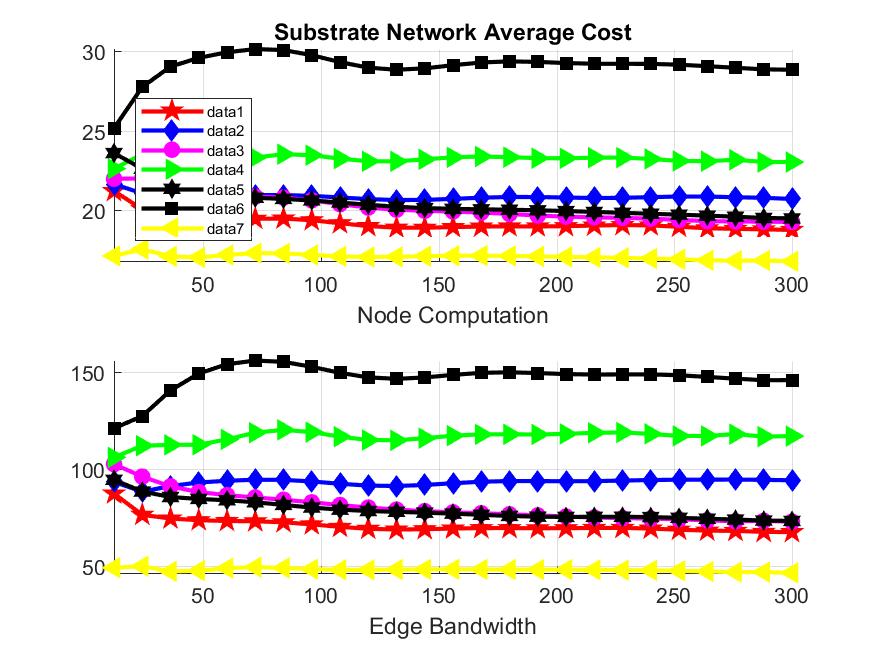 Substrate Network Average Cost
30
25
20
data1
data2
data3
data4
data5
data6
data7
50 100 150 200 250 300
Node Computation
150
100
50
50 100 150 200 250 300
Edge Bandwidth